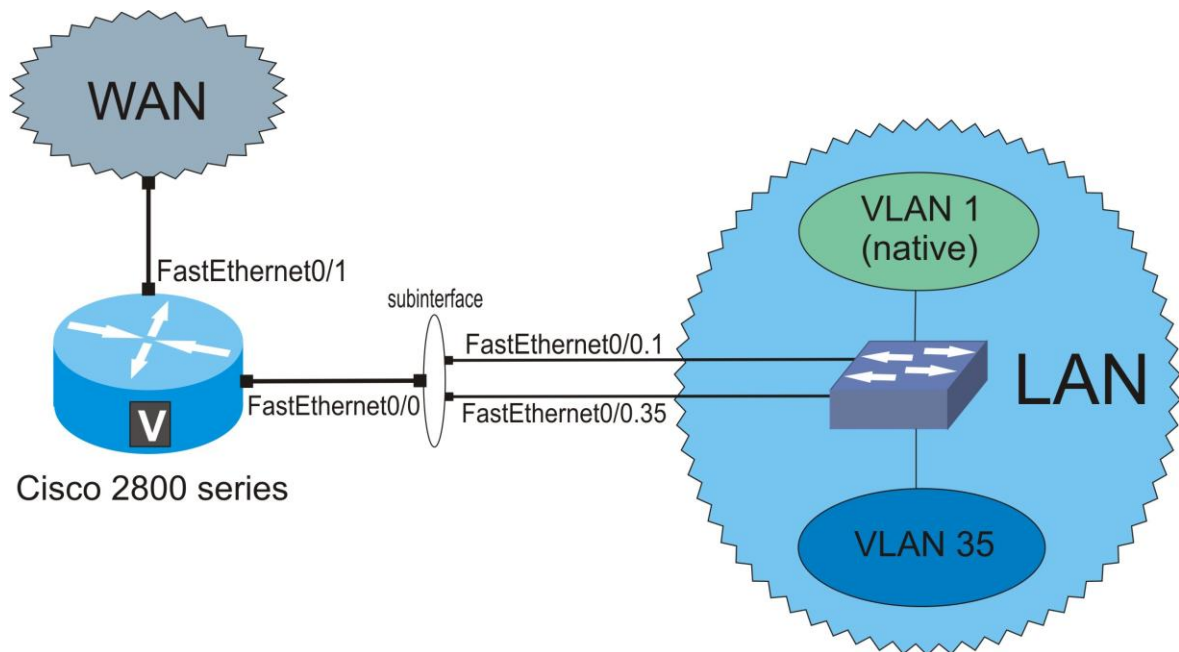 WAN
FastEthernet0/1
subinterface
FastEthernet0/0.1
FastEthernet0/0
FastEthernet0/0.35
V
Cisco 2800 series
VLAN 1
(native)
LAN
VLAN 35